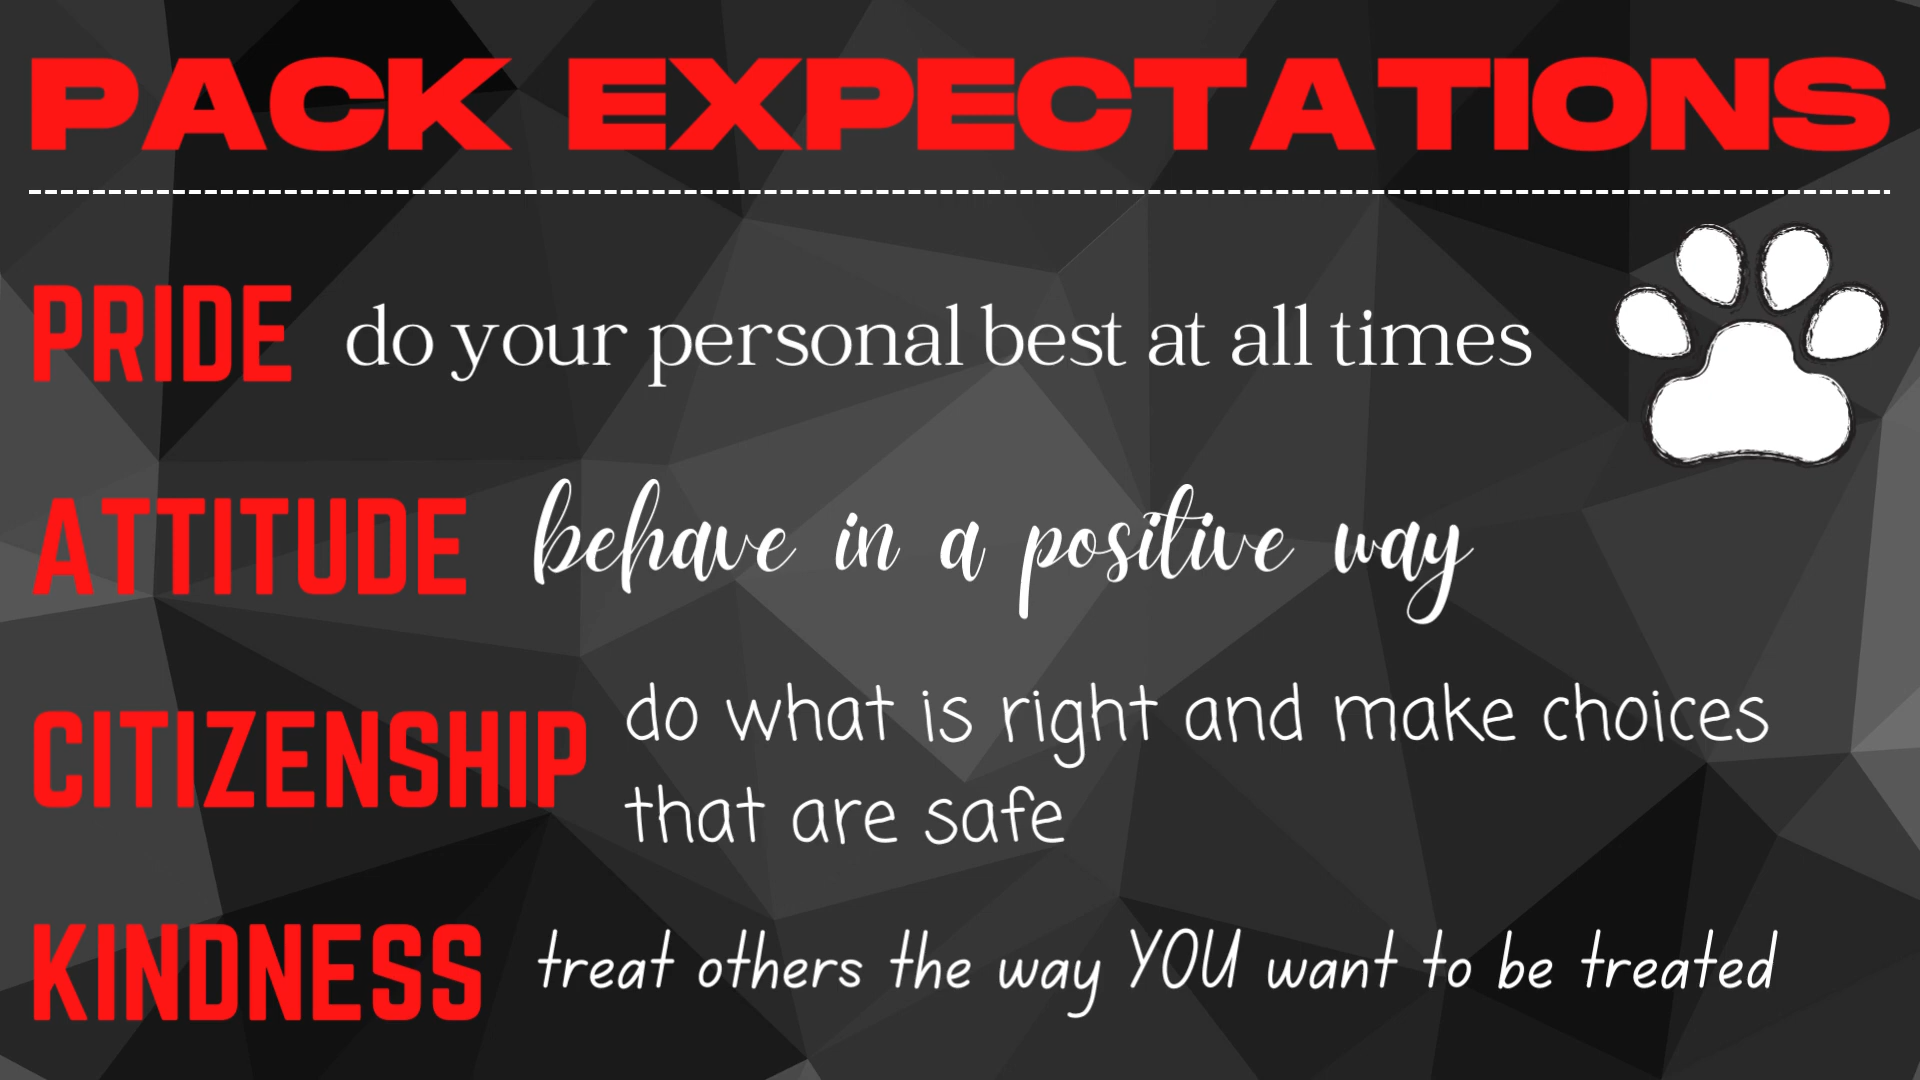 PACK EXPECTATIONS
PRIDE do your personal best at all times
ATTITUDE behave in a positive way
CITIZENSHIP do what is right and make choices
that are safe
KINDNESS treat others the way YOU want to be treated